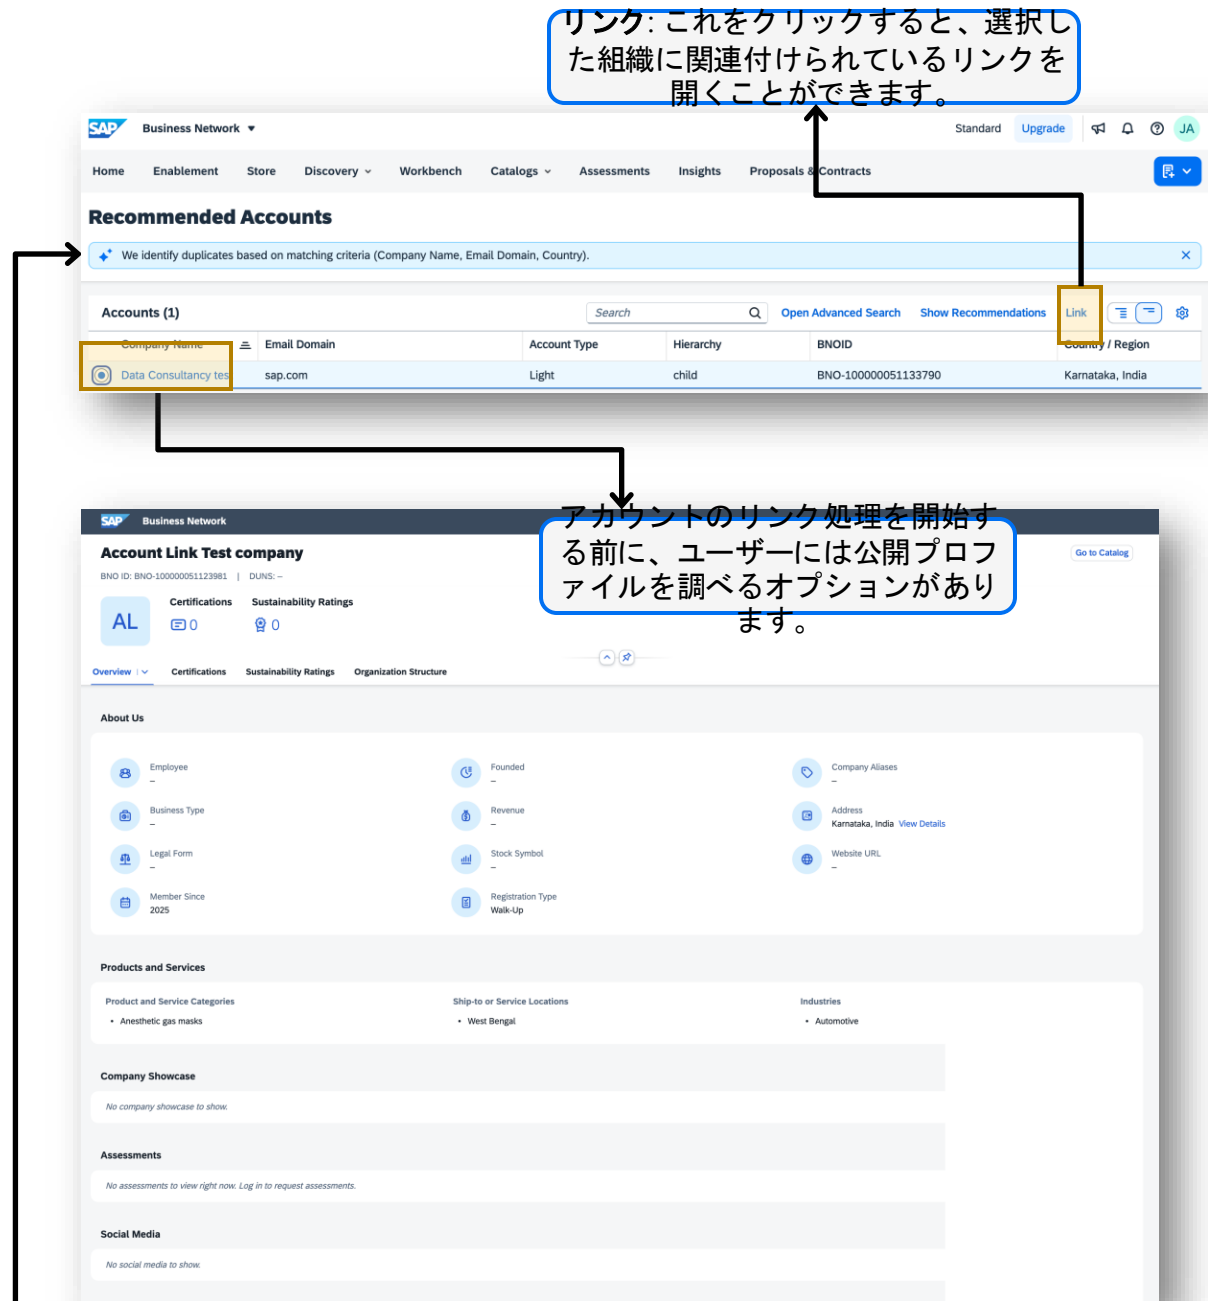 リンク: これをクリックすると、選択し
た組織に関連付けられているリンクを
開くことができます。
SAP Business Network
Standard Upgrade JA
Home Enablement Store Discovery Workbench Catalogs Assessments Insights Proposals & Contracts
Recommended Accounts
We identify duplicates based on matching criteria (Company Name, Email Domain, Country).
Accounts (1) Search Open Advanced Search Show Recommendations Link
Company Name Email Domain Account Type Hierarchy BNOID Country / Region
Data Consultancy tes sap.com Light child BNO-100000051133790 Karnataka, India
アカウントのリンク処理を開始す
る前に、ユーザーには公開プロフ
ァイルを調べるオプションがあり
ます。
SAP Business Network
Account Link Test company Go to Catalog
BNO ID: BNO-100000051123981 | DUNS: –
AL
Certifications Sustainability Ratings
0 0
Overview Certifications Sustainability Ratings Organization Structure
About Us
Employee Founded Company Aliases
– – –
Business Type Revenue Address
– – Karnataka, India View Details
Legal Form Stock Symbol Website URL
– – –
Member Since Registration Type
2025 Walk-Up
Products and Services
Product and Service Categories Ship-to or Service Locations Industries
• Anesthetic gas masks • West Bengal • Automotive
Company Showcase
No company showcase to show.
Assessments
No assessments to view right now. Log in to request assessments.
Social Media
No social media to show.